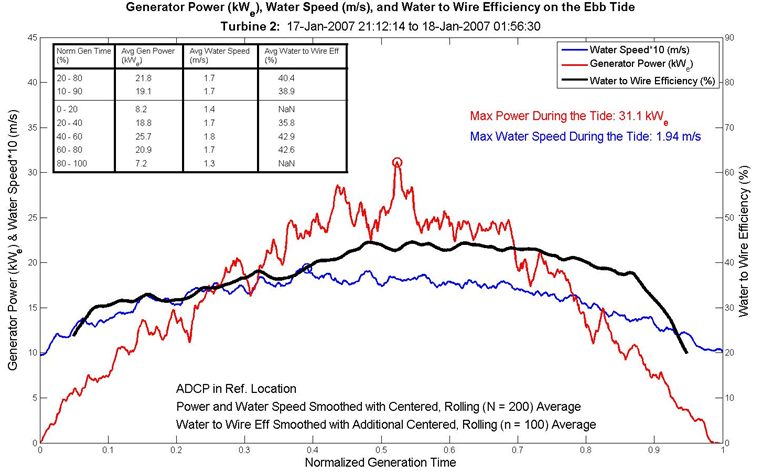 Generator Power (kWe), Water Speed (m/s), and Water to Wire Efficiency on the Ebb Tide
Turbine 2: 17-Jan-2007 21:12:14 to 18-Jan-2007 01:56:30
Norm Gen Time (%) Avg Gen Power (kWe) Avg Water Speed (m/s) Avg Water to Wire Eff (%)
20 - 80 21.8 1.7 40.4
10 - 90 19.1 1.7 38.9
0 - 20 8.2 1.4 NaN
20 - 40 18.8 1.7 35.8
40 - 60 25.7 1.8 42.9
60 - 80 20.9 1.7 42.6
80 - 100 7.2 1.3 NaN
Water Speed*10 (m/s)
Generator Power (kWe)
Water to Wire Efficiency (%)
Max Power During the Tide: 31.1 kWe
Max Water Speed During the Tide: 1.94 m/s
Generator Power (kWe) & Water Speed*10 (m/s)
45
40
35
30
25
20
15
10
5
0
Water to Wire Efficiency (%)
90
80
70
60
50
40
30
20
10
0
ADCP in Ref. Location
Power and Water Speed Smoothed with Centered, Rolling (N = 200) Average
Water to Wire Eff Smoothed with Additional Centered, Rolling (n = 100) Average
0 0.1 0.2 0.3 0.4 0.5 0.6 0.7 0.8 0.9 1
Normalized Generation Time